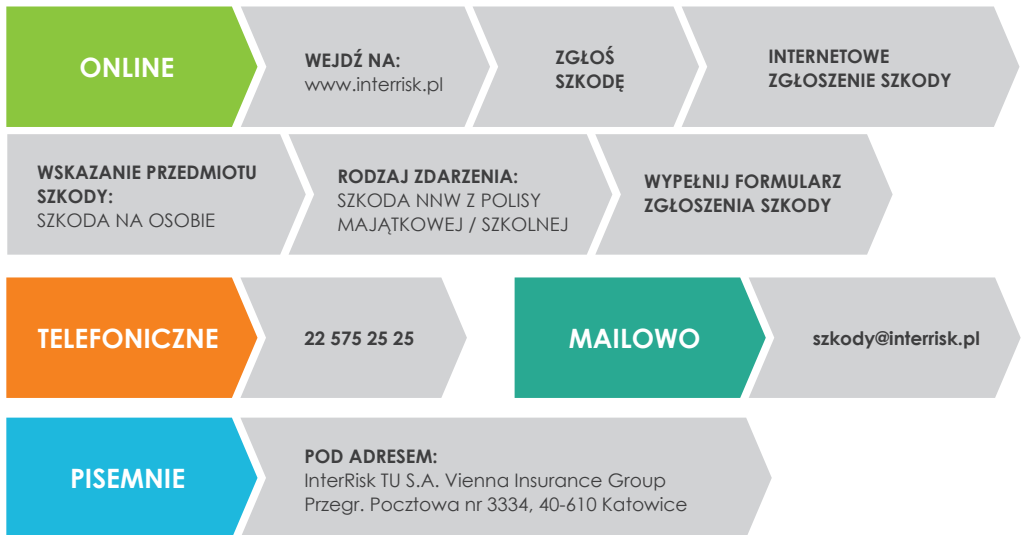 ONLINE
WEJDŹ NA:
www.interrisk.pl
ZGŁOŚ
SZKODĘ
INTERNETOWE
ZGŁOSZENIE SZKODY
WSKAZANIE PRZEDMIOTU
SZKODY:
SZKODA NA OSOBIE
RODZAJ ZDARZENIA:
SZKODA NNW Z POLISY
MAJĄTKOWEJ / SZKOLNEJ
WYPEŁNIJ FORMULARZ
ZGŁOSZENIA SZKODY
TELEFONICZNE
22 575 25 25
MAILOWO
szkody@interrisk.pl
PISEMNIE
POD ADRESEM:
InterRisk TU S.A. Vienna Insurance Group
Przegr. Pocztowa nr 3334, 40-610 Katowice